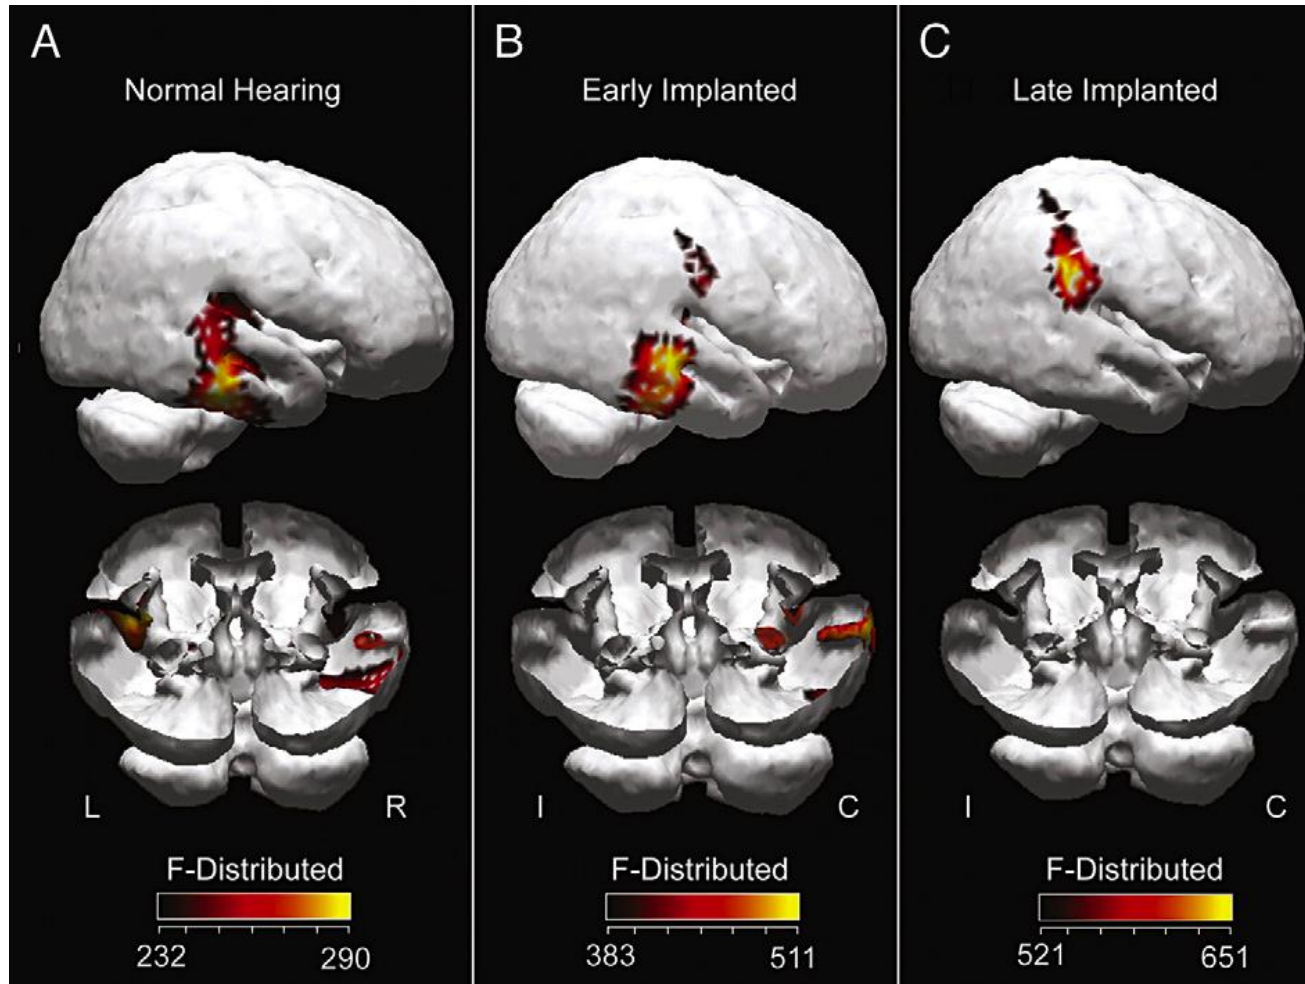 A
Normal Hearing
L
R
F-Distributed
232
290
B
Early Implanted
I
C
F-Distributed
383
511
C
Late Implanted
I
C
F-Distributed
521
651